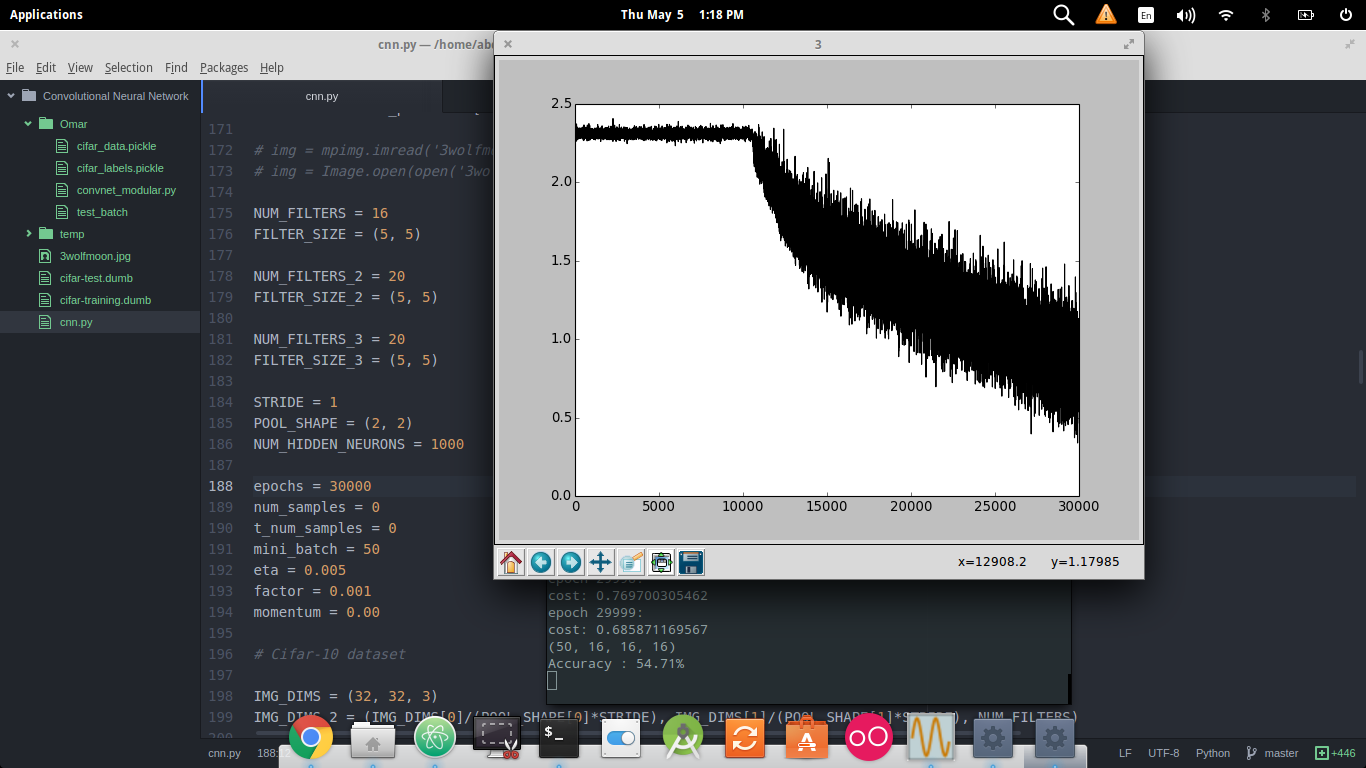 Applications
Thu May 5 1:18 PM
En
cnn.py — /home/ab
3
File Edit View Selection Find Packages Help
Convolutional Neural Network
Omar
cifar_data.pickle
cifar_labels.pickle
convnet_modular.py
test_batch
temp
3wolfmoon.jpg
cifar-test.dumb
cifar-training.dumb
cnn.py
cnn.py
171
172 # img = mpimg.imread('3wolfm
173 # img = Image.open(open('3wo
174
175 NUM_FILTERS = 16
176 FILTER_SIZE = (5, 5)
177
178 NUM_FILTERS_2 = 20
179 FILTER_SIZE_2 = (5, 5)
180
181 NUM_FILTERS_3 = 20
182 FILTER_SIZE_3 = (5, 5)
183
184 STRIDE = 1
185 POOL_SHAPE = (2, 2)
186 NUM_HIDDEN_NEURONS = 1000
187
188 epochs = 30000
189 num_samples = 0
190 t_num_samples = 0
191 mini_batch = 50
192 eta = 0.005
193 factor = 0.001
194 momentum = 0.00
195
196 # Cifar-10 dataset
197
198 IMG_DIMS = (32, 32, 3)
199 IMG_DIMS_2 = (IMG_DIMS[0]/(POOL_SHAPE[0]*STRIDE), IMG_DIMS[1]/(POOL_SHAPE[1]*STRIDE), NUM_FILTERS)
2.5
2.0
1.5
1.0
0.5
0.0
0 5000 10000 15000 20000 25000 30000
x=12908.2 y=1.17985
epoch 29998:
cost: 0.769700305462
epoch 29999:
cost: 0.685871169567
(50, 16, 16, 16)
Accuracy : 54.71%
$_
cnn.py 188:
LF UTF-8 Python master +446